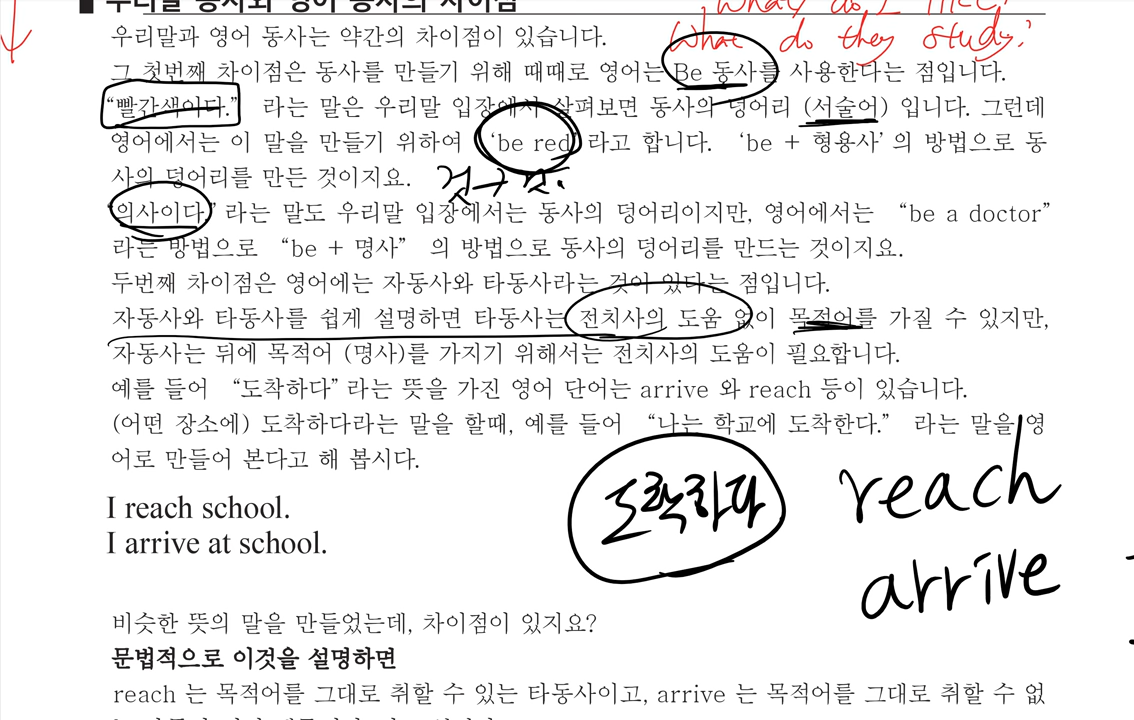 우리말 동사와 영어 동사의 차이점
What do they study?
우리말과 영어 동사는 약간의 차이점이 있습니다.
그 첫번째 차이점은 동사를 만들기 위해 때때로 영어는 Be 동사를 사용한다는 점입니다.
“빨간색이다.” 라는 말은 우리말 입장에서 살펴보면 동사의 덩어리 (서술어) 입니다. 그런데
영어에서는 이 말을 만들기 위하여 ‘be red’ 라고 합니다. ‘be + 형용사’ 의 방법으로 동
사의 덩어리를 만든 것이지요.
“의사이다” 라는 말도 우리말 입장에서는 동사의 덩어리이지만, 영어에서는 “be a doctor”
라는 방법으로 “be + 명사” 의 방법으로 동사의 덩어리를 만드는 것이지요.
두번째 차이점은 영어에는 자동사와 타동사라는 것이 있다는 점입니다.
자동사와 타동사를 쉽게 설명하면 타동사는 전치사의 도움 없이 목적어를 가질 수 있지만,
자동사는 뒤에 목적어 (명사)를 가지기 위해서는 전치사의 도움이 필요합니다.
예를 들어 “도착하다” 라는 뜻을 가진 영어 단어는 arrive 와 reach 등이 있습니다.
(어떤 장소에) 도착하다라는 말을 할때, 예를 들어 “나는 학교에 도착한다.” 라는 말을 영
어로 만들어 본다고 해 봅시다.
도착하다 reach
I reach school.
I arrive at school.
arrive
비슷한 뜻의 말을 만들었는데, 차이점이 있지요?
문법적으로 이것을 설명하면
reach 는 목적어를 그대로 취할 수 있는 타동사이고, arrive 는 목적어를 그대로 취할 수 없